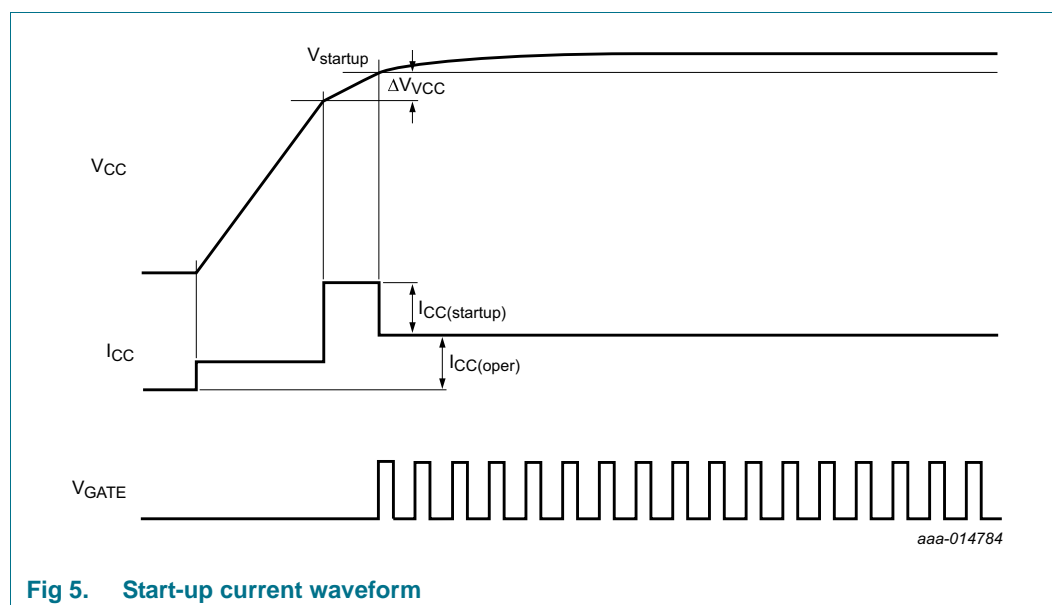 Vstartup
ΔVVCC
VCC
ICC(startup)
ICC
ICC(oper)
VGATE
aaa-014784
Fig 5. Start-up current waveform